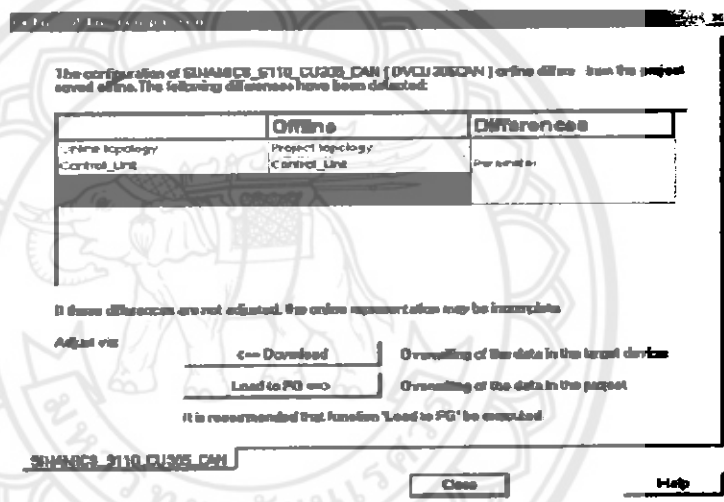 The configuration of SINAMICS_S110_CU305_CAN [ DVCU305CAN ] online differs from the project
saved offline. The following differences have been detected:
Offline Differences
Online topology Project topology
Control_Unit Control_Unit Parameter
If these differences are not adjusted, the online representation may be incomplete
Adjust via:
<== Download Overwriting of the data in the target device
Load to PG ==> Overwriting of the data in the project
It is recommended that function 'Load to PG' be executed
SINAMICS_S110_CU305_CAN
Close Help